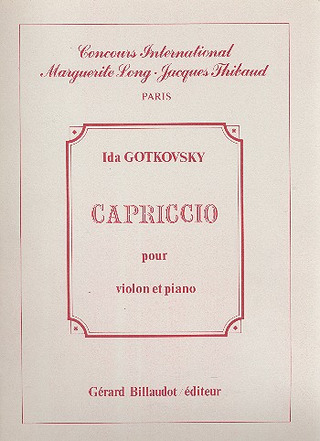 Concours International
Marguerite Long - Jacques Thibaud
PARIS
Ida GOTKOVSKY
CAPRICCIO
pour
violon et piano
Gérard Billaudot / éditeur